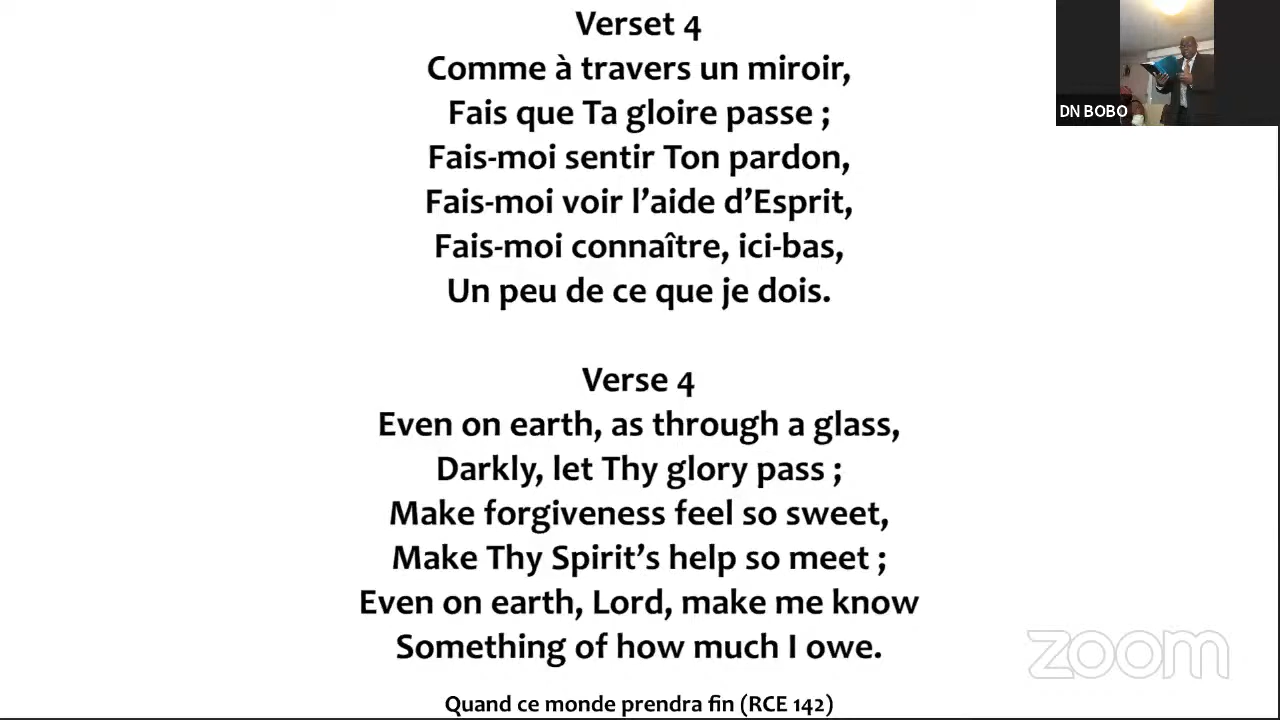 Verset 4
Comme à travers un miroir,
Fais que Ta gloire passe ;
Fais-moi sentir Ton pardon,
Fais-moi voir l’aide d’Esprit,
Fais-moi connaître, ici-bas,
Un peu de ce que je dois.
Verse 4
Even on earth, as through a glass,
Darkly, let Thy glory pass ;
Make forgiveness feel so sweet,
Make Thy Spirit’s help so meet ;
Even on earth, Lord, make me know
Something of how much I owe.
Quand ce monde prendra fin (RCE 142)
DN BOBO
zoom